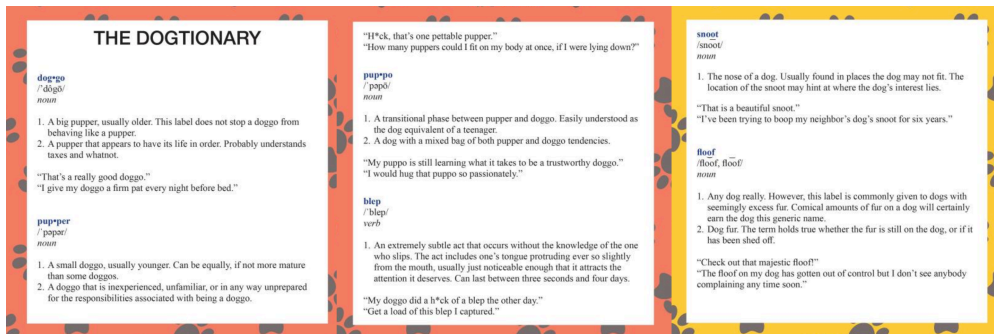 THE DOGTIONARY
dog•go
/ˈdôgō/
noun
1. A big pupper, usually older. This label does not stop a doggo from
behaving like a pupper.
2. A pupper that appears to have its life in order. Probably understands
taxes and whatnot.
“That’s a really good doggo.”
“I give my doggo a firm pat every night before bed.”
pup•per
/ˈpəpər/
noun
1. A small doggo, usually younger. Can be equally, if not more mature
than some doggos.
2. A doggo that is inexperienced, unfamiliar, or in any way unprepared
for the responsibilities associated with being a doggo.
“H*ck, that’s one pettable pupper.”
“How many puppers could I fit on my body at once, if I were lying down?”
pup•po
/ˈpəpō/
noun
1. A transitional phase between pupper and doggo. Easily understood as
the dog equivalent of a teenager.
2. A dog with a mixed bag of both pupper and doggo tendencies.
“My puppo is still learning what it takes to be a trustworthy doggo.”
“I would hug that puppo so passionately.”
blep
/ˈblep/
verb
1. An extremely subtle act that occurs without the knowledge of the one
who slips. The act includes one’s tongue protruding ever so slightly
from the mouth, usually just noticeable enough that it attracts the
attention it deserves. Can last between three seconds and four days.
“My doggo did a h*ck of a blep the other day.”
“Get a load of this blep I captured.”
snoot
/sno͞ot/
noun
1. The nose of a dog. Usually found in places the dog may not fit. The
location of the snoot may hint at where the dog’s interest lies.
“That is a beautiful snoot.”
“I’ve been trying to boop my neighbor’s dog’s snoot for six years.”
floof
/flo͞of, flo͝of/
noun
1. Any dog really. However, this label is commonly given to dogs with
seemingly excess fur. Comical amounts of fur on a dog will certainly
earn the dog this generic name.
2. Dog fur. The term holds true whether the fur is still on the dog, or if it
has been shed off.
“Check out that majestic floof!”
“The floof on my dog has gotten out of control but I don’t see anybody
complaining any time soon.”